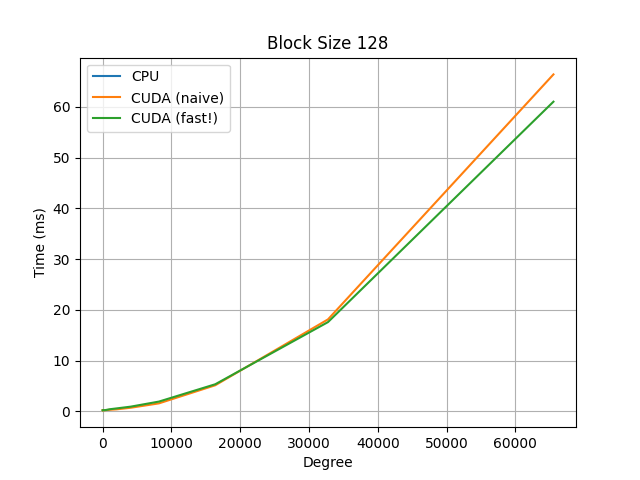 Block Size 128
CPU
CUDA (naive)
CUDA (fast!)
Time (ms)
60
50
40
30
20
10
0
0 10000 20000 30000 40000 50000 60000
Degree